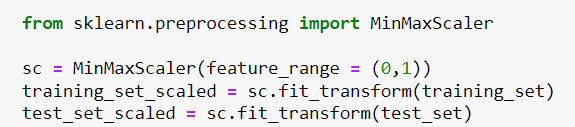 from sklearn.preprocessing import MinMaxScaler
sc = MinMaxScaler(feature_range = (0,1))
training_set_scaled = sc.fit_transform(training_set)
test_set_scaled = sc.fit_transform(test_set)